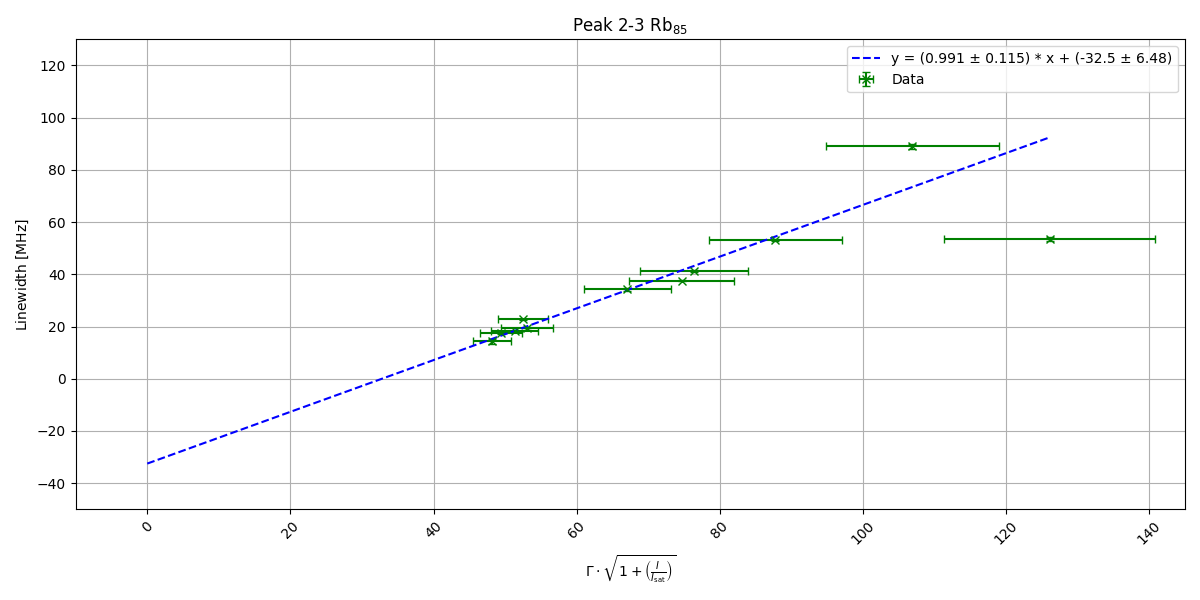 Peak 2-3 Rb₈₅
y = (0.991 ± 0.115) * x + (-32.5 ± 6.48)
Data
Linewidth [MHz]
120
100
80
60
40
20
0
−20
−40
0 20 40 60 80 100 120 140
Γ · √(1 + (I/I_sat))